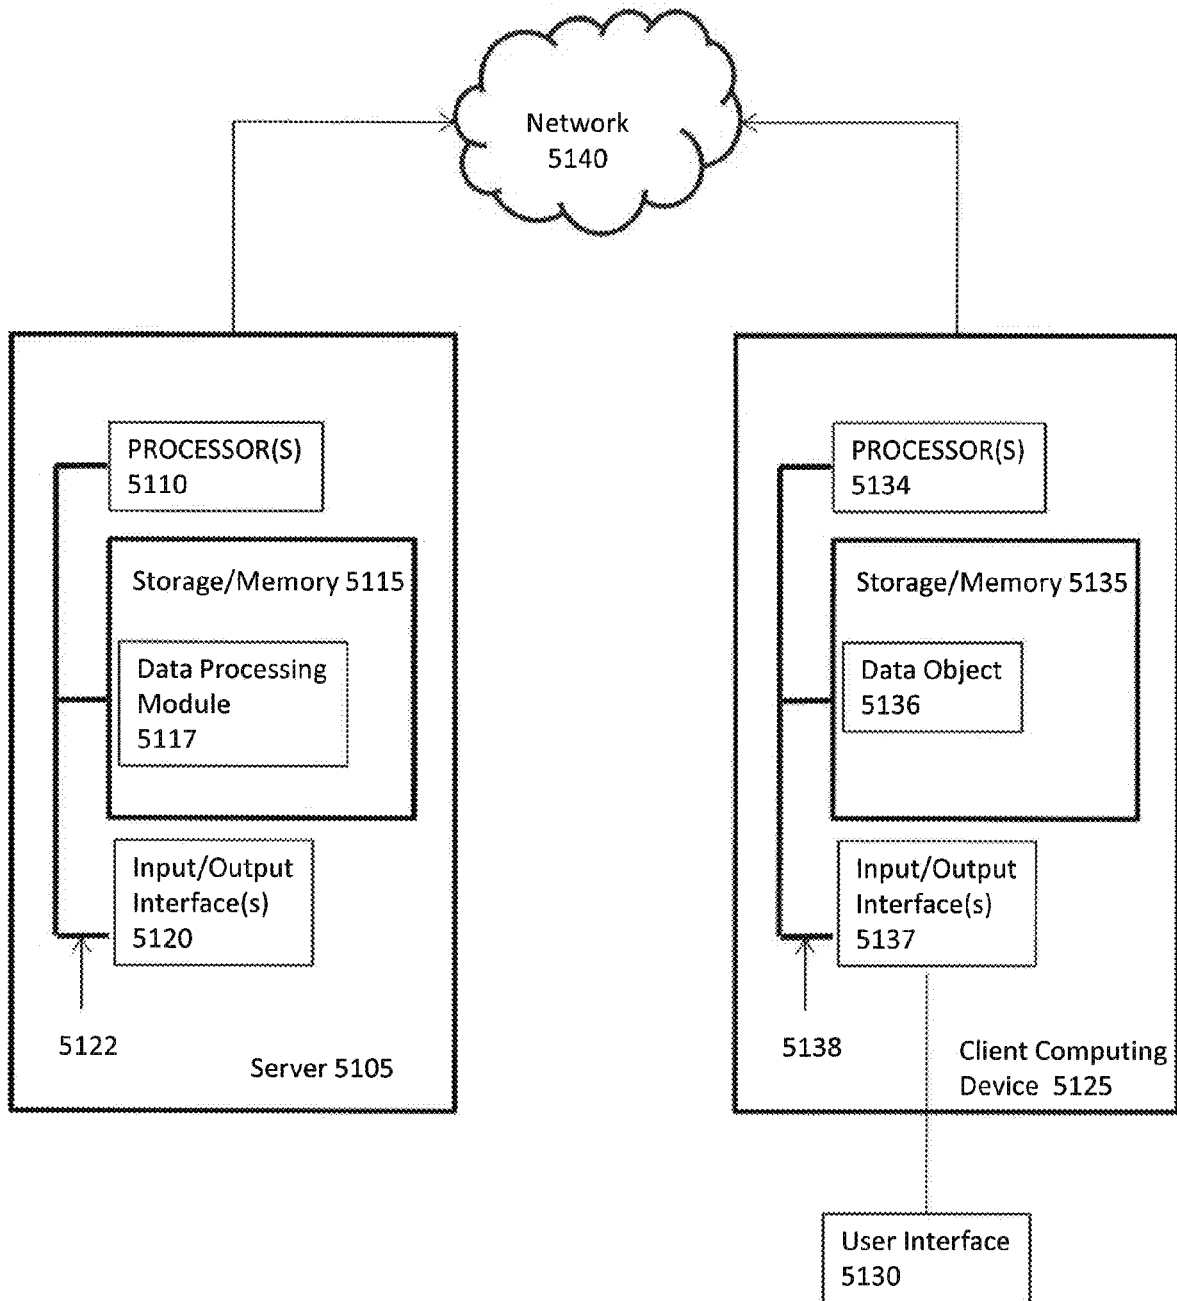 Network
5140
PROCESSOR(S)
5110
Storage/Memory 5115
Data Processing
Module
5117
Input/Output
Interface(s)
5120
5122
Server 5105
PROCESSOR(S)
5134
Storage/Memory 5135
Data Object
5136
Input/Output
Interface(s)
5137
5138
Client Computing
Device 5125
User Interface
5130